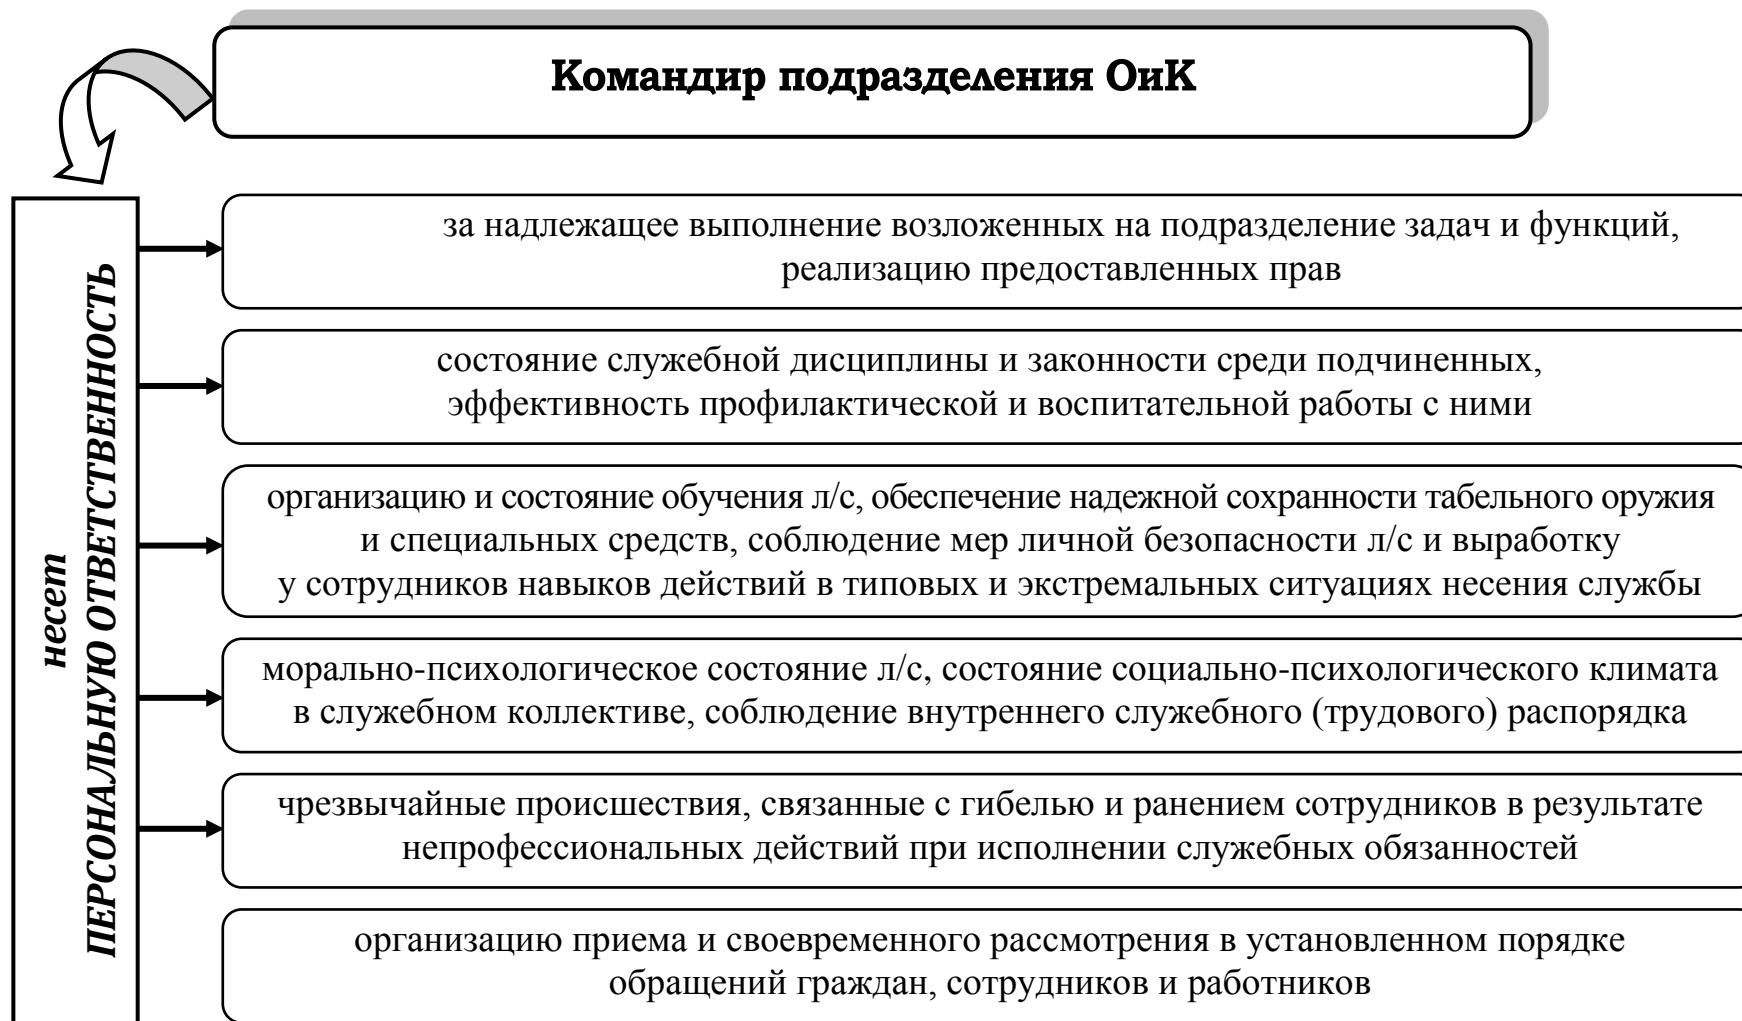 Командир подразделения ОиК
несет
ПЕРСОНАЛЬНУЮ ОТВЕТСТВЕННОСТЬ
за надлежащее выполнение возложенных на подразделение задач и функций,
реализацию предоставленных прав
состояние служебной дисциплины и законности среди подчиненных,
эффективность профилактической и воспитательной работы с ними
организацию и состояние обучения л/с, обеспечение надежной сохранности табельного оружия
и специальных средств, соблюдение мер личной безопасности л/с и выработку
у сотрудников навыков действий в типовых и экстремальных ситуациях несения службы
морально-психологическое состояние л/с, состояние социально-психологического климата
в служебном коллективе, соблюдение внутреннего служебного (трудового) распорядка
чрезвычайные происшествия, связанные с гибелью и ранением сотрудников в результате
непрофессиональных действий при исполнении служебных обязанностей
организацию приема и своевременного рассмотрения в установленном порядке
обращений граждан, сотрудников и работников